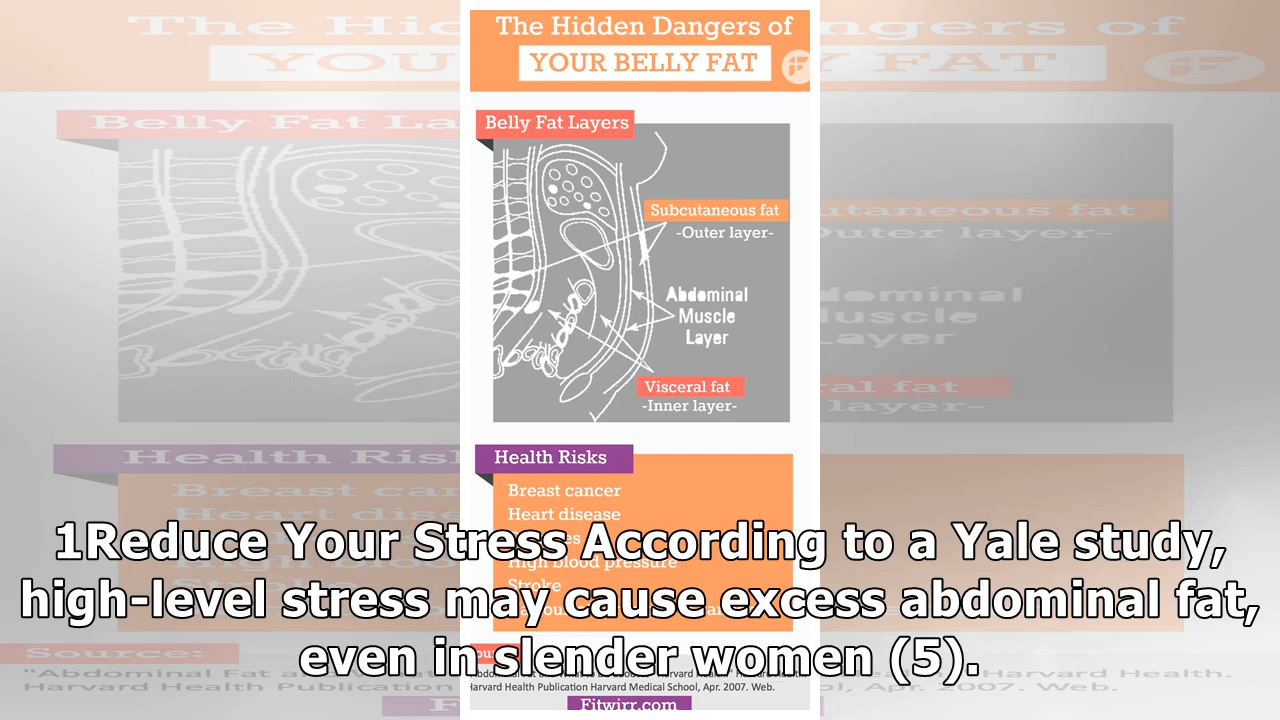 The Hidden Dangers of
YOUR BELLY FAT
Belly Fat Layers
Subcutaneous fat
-Outer layer-
Abdominal
Muscle
Layer
Visceral fat
-Inner layer-
Health Risks
Breast cancer
Heart disease
High blood pressure
Stroke
1Reduce Your Stress According to a Yale study,
high-level stress may cause excess abdominal fat,
even in slender women (5).
Source:
Harvard Health Publication Harvard Medical School, Apr. 2007. Web.
Fitwirr.com